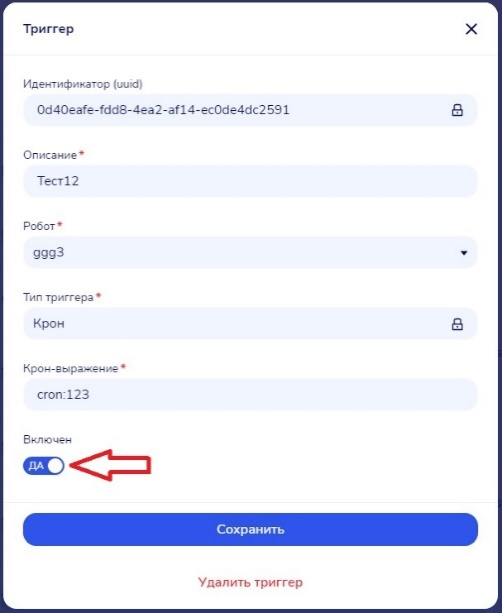 Триггер
Идентификатор (uuid)
0d40eafe-fdd8-4ea2-af14-ec0de4dc2591
Описание*
Тест12
Робот*
ggg3
Тип триггера*
Крон
Крон-выражение*
cron:123
Включен
ДА
Сохранить
Удалить триггер